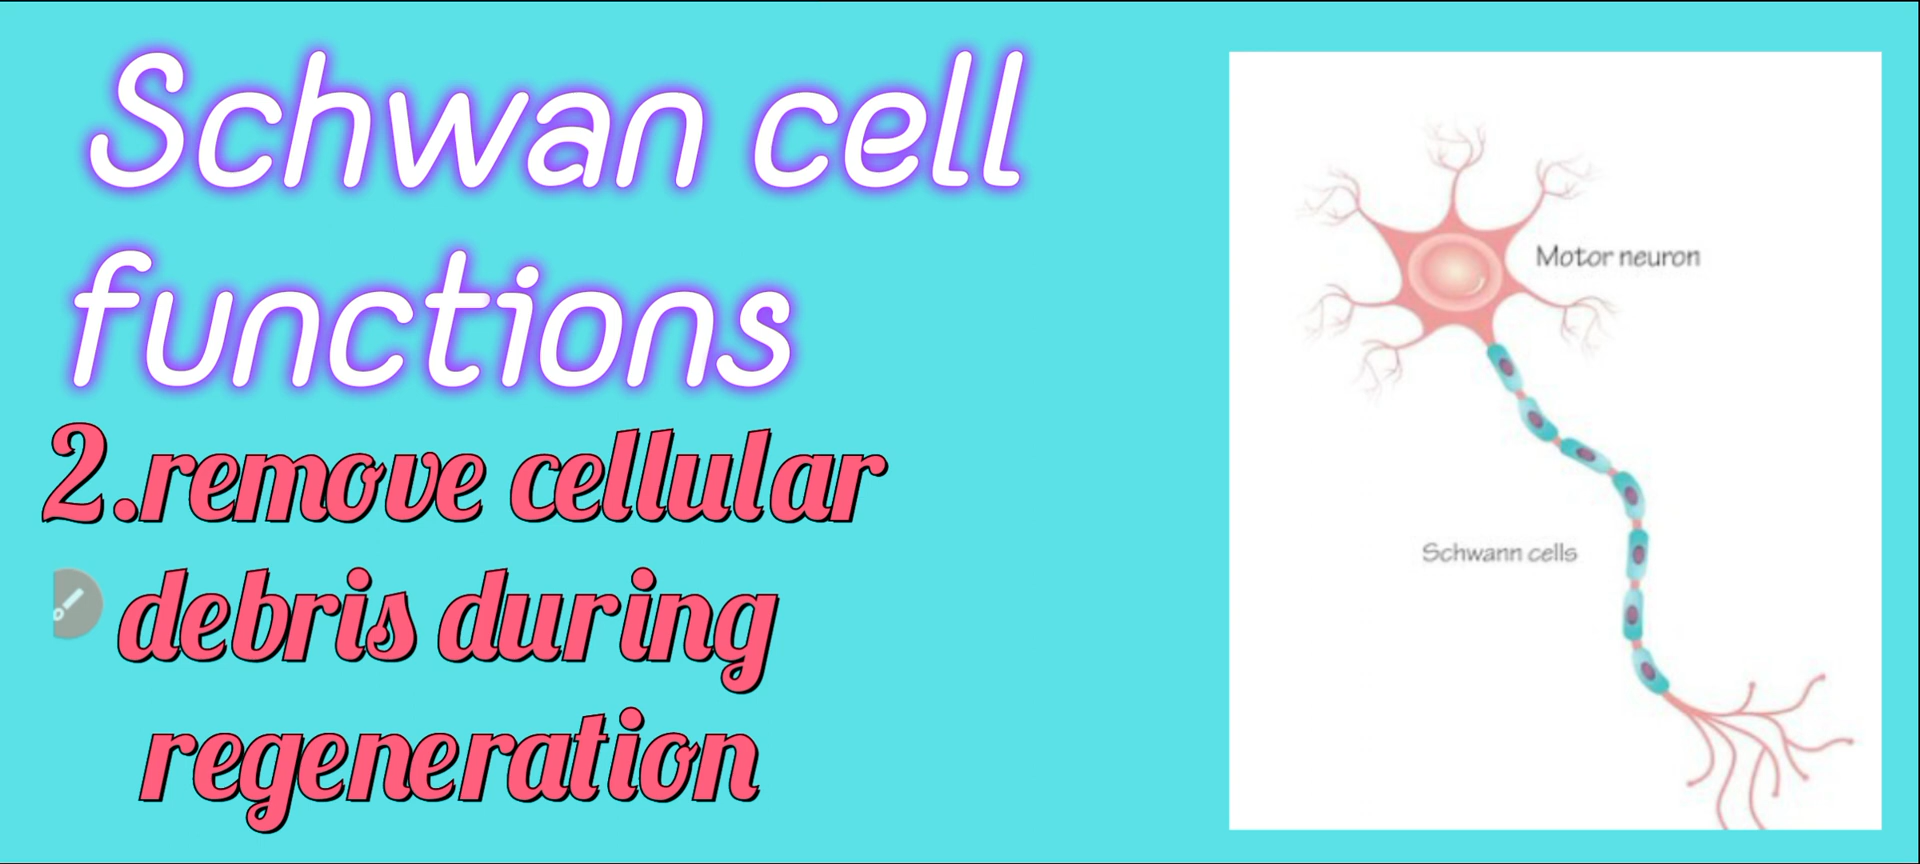 Schwan cell
functions
2.remove cellular
debris during
regeneration
Motor neuron
Schwann cells